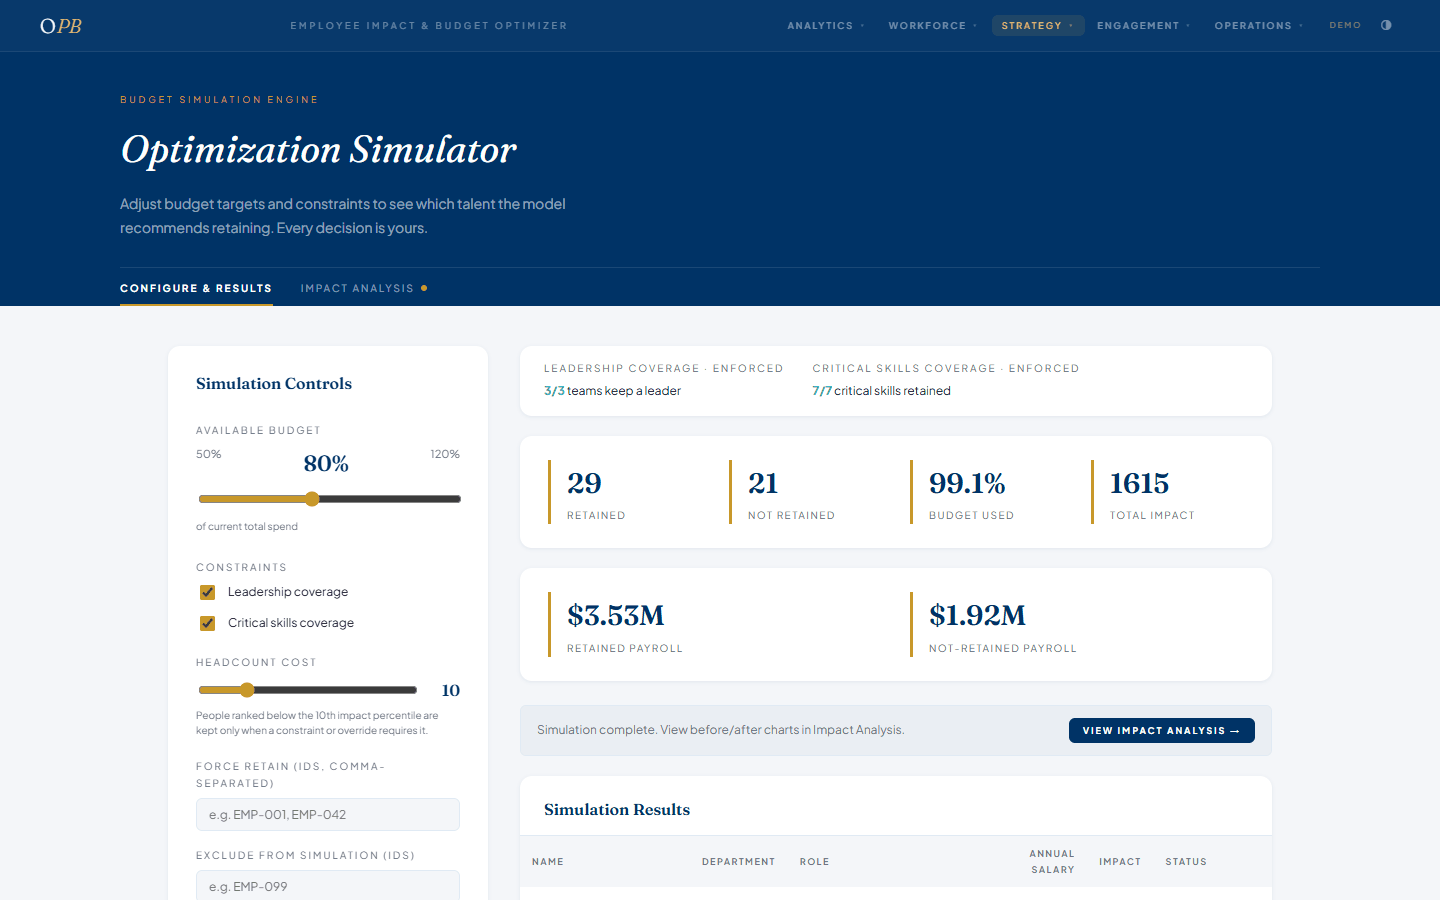 OPB
EMPLOYEE IMPACT & BUDGET OPTIMIZER
ANALYTICS
WORKFORCE
STRATEGY
ENGAGEMENT
OPERATIONS
DEMO
BUDGET SIMULATION ENGINE
Optimization Simulator
Adjust budget targets and constraints to see which talent the model
recommends retaining. Every decision is yours.
CONFIGURE & RESULTS
IMPACT ANALYSIS
Simulation Controls
AVAILABLE BUDGET
50%
80%
120%
of current total spend
CONSTRAINTS
Leadership coverage
Critical skills coverage
HEADCOUNT COST
10
People ranked below the 10th impact percentile are
kept only when a constraint or override requires it.
FORCE RETAIN (IDS, COMMA-
SEPARATED)
e.g. EMP-001, EMP-042
EXCLUDE FROM SIMULATION (IDS)
e.g. EMP-099
LEADERSHIP COVERAGE · ENFORCED
3/3 teams keep a leader
CRITICAL SKILLS COVERAGE · ENFORCED
7/7 critical skills retained
29
RETAINED
21
NOT RETAINED
99.1%
BUDGET USED
1615
TOTAL IMPACT
$3.53M
RETAINED PAYROLL
$1.92M
NOT-RETAINED PAYROLL
Simulation complete. View before/after charts in Impact Analysis.
VIEW IMPACT ANALYSIS →
Simulation Results
NAME
DEPARTMENT
ROLE
ANNUAL
SALARY
IMPACT
STATUS